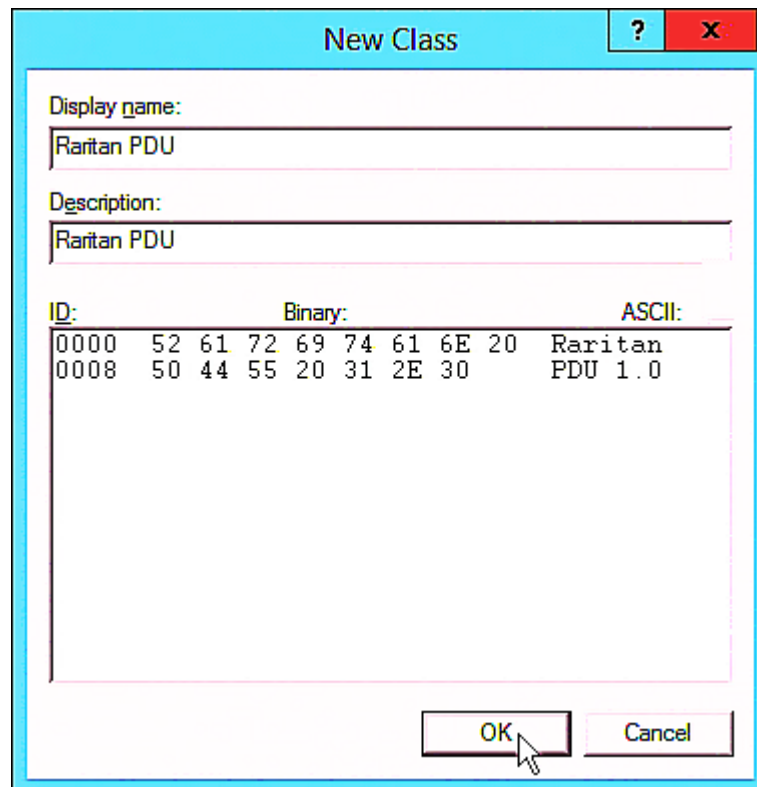 New Class
?
x
Display name:
Raritan PDU
Description:
Raritan PDU
ID: Binary: ASCII:
0000 52 61 72 69 74 61 6E 20 Raritan
0008 50 44 55 20 31 2E 30 PDU 1.0
OK
Cancel